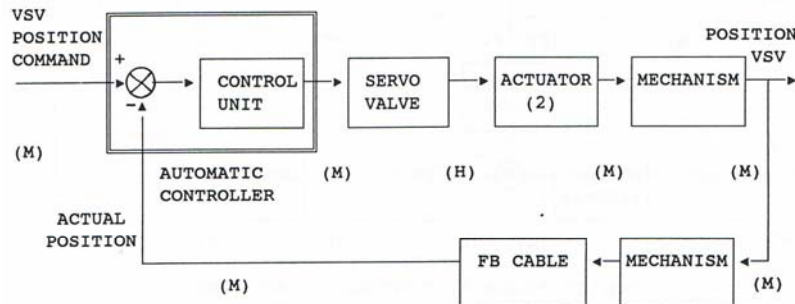 VSV
POSITION
COMMAND
+
−
CONTROL
UNIT
SERVO
VALVE
ACTUATOR
(2)
MECHANISM
POSITION
VSV
(M)
AUTOMATIC
CONTROLLER
(M)
(H)
(M)
(M)
ACTUAL
POSITION
(M)
FB CABLE
MECHANISM
(M)